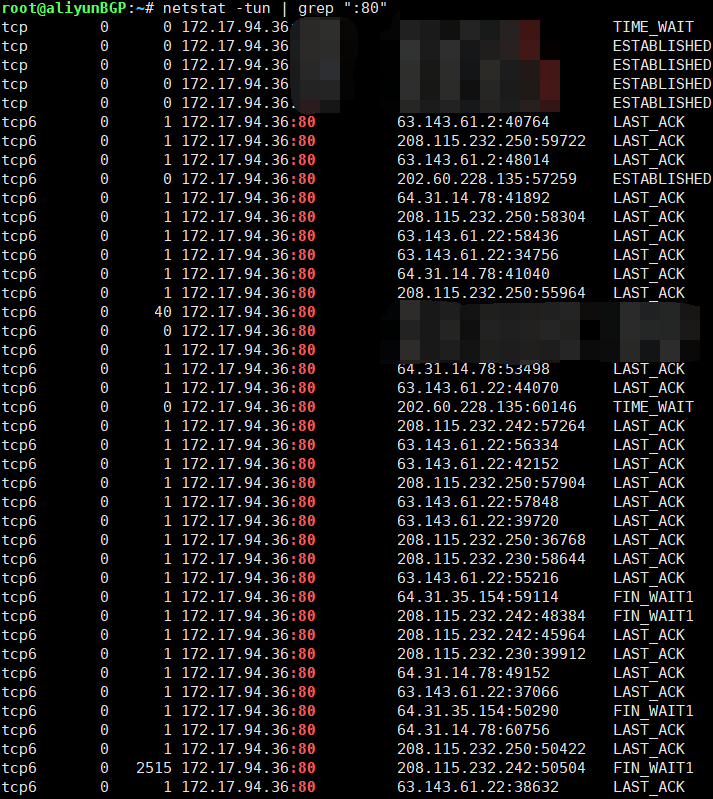 root@aliyunBGP:~# netstat -tun | grep ":80"
tcp 0 0 172.17.94.36: TIME_WAIT
tcp 0 0 172.17.94.36: ESTABLISHED
tcp 0 0 172.17.94.36: ESTABLISHED
tcp 0 0 172.17.94.36: ESTABLISHED
tcp 0 0 172.17.94.36: ESTABLISHED
tcp6 0 1 172.17.94.36:80 63.143.61.2:40764 LAST_ACK
tcp6 0 1 172.17.94.36:80 208.115.232.250:59722 LAST_ACK
tcp6 0 1 172.17.94.36:80 63.143.61.2:48014 LAST_ACK
tcp6 0 0 172.17.94.36:80 202.60.228.135:57259 ESTABLISHED
tcp6 0 1 172.17.94.36:80 64.31.14.78:41892 LAST_ACK
tcp6 0 1 172.17.94.36:80 208.115.232.250:58304 LAST_ACK
tcp6 0 1 172.17.94.36:80 63.143.61.22:58436 LAST_ACK
tcp6 0 1 172.17.94.36:80 63.143.61.22:34756 LAST_ACK
tcp6 0 1 172.17.94.36:80 64.31.14.78:41040 LAST_ACK
tcp6 0 1 172.17.94.36:80 208.115.232.250:55964 LAST_ACK
tcp6 0 40 172.17.94.36:80
tcp6 0 0 172.17.94.36:80
tcp6 0 1 172.17.94.36:80
tcp6 0 1 172.17.94.36:80 64.31.14.78:53498 LAST_ACK
tcp6 0 1 172.17.94.36:80 63.143.61.22:44070 LAST_ACK
tcp6 0 0 172.17.94.36:80 202.60.228.135:60146 TIME_WAIT
tcp6 0 1 172.17.94.36:80 208.115.232.242:57264 LAST_ACK
tcp6 0 1 172.17.94.36:80 63.143.61.22:56334 LAST_ACK
tcp6 0 1 172.17.94.36:80 63.143.61.22:42152 LAST_ACK
tcp6 0 1 172.17.94.36:80 208.115.232.250:57904 LAST_ACK
tcp6 0 1 172.17.94.36:80 63.143.61.22:57848 LAST_ACK
tcp6 0 1 172.17.94.36:80 63.143.61.22:39720 LAST_ACK
tcp6 0 1 172.17.94.36:80 208.115.232.250:36768 LAST_ACK
tcp6 0 1 172.17.94.36:80 208.115.232.230:58644 LAST_ACK
tcp6 0 1 172.17.94.36:80 63.143.61.22:55216 LAST_ACK
tcp6 0 1 172.17.94.36:80 64.31.35.154:59114 FIN_WAIT1
tcp6 0 1 172.17.94.36:80 208.115.232.242:48384 FIN_WAIT1
tcp6 0 1 172.17.94.36:80 208.115.232.242:45964 LAST_ACK
tcp6 0 1 172.17.94.36:80 208.115.232.230:39912 LAST_ACK
tcp6 0 1 172.17.94.36:80 64.31.14.78:49152 LAST_ACK
tcp6 0 1 172.17.94.36:80 63.143.61.22:37066 LAST_ACK
tcp6 0 1 172.17.94.36:80 64.31.35.154:50290 FIN_WAIT1
tcp6 0 1 172.17.94.36:80 64.31.14.78:60756 LAST_ACK
tcp6 0 1 172.17.94.36:80 208.115.232.250:50422 LAST_ACK
tcp6 0 2515 172.17.94.36:80 208.115.232.242:50504 FIN_WAIT1
tcp6 0 1 172.17.94.36:80 63.143.61.22:38632 LAST_ACK